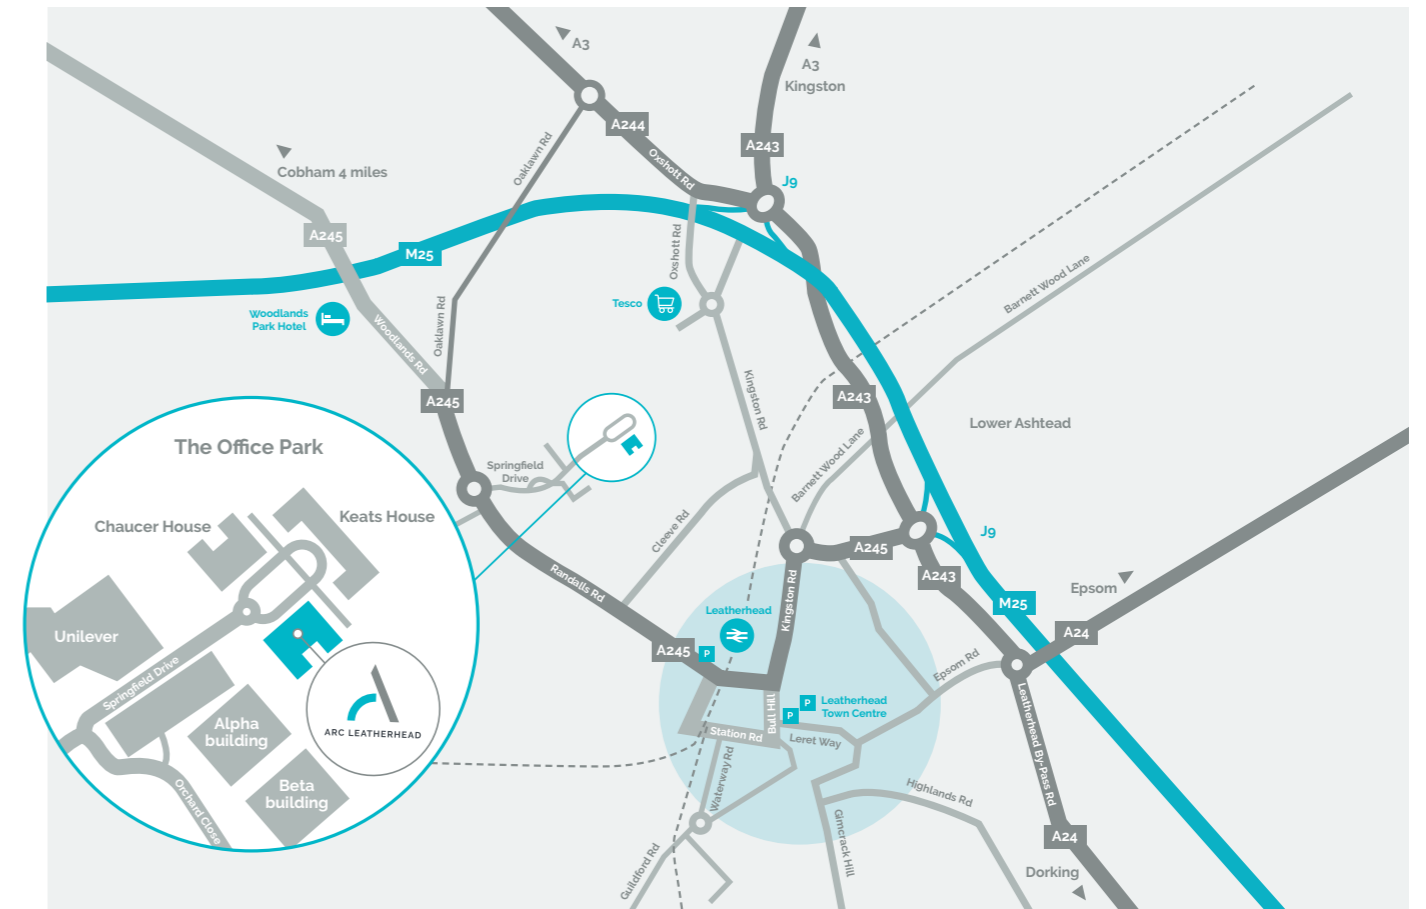 A3
A3
Kingston
A244
A243
Oaklawn Rd
Oxshott Rd
J9
Cobham 4 miles
A245
M25
Oxshott Rd
Barnett Wood Lane
Woodlands
Park Hotel
Tesco
Oaklawn Rd
Woodlands Rd
A245
A243
Kingston Rd
Lower Ashtead
Barnett Wood Lane
The Office Park
Springfield
Drive
Chaucer House
Keats House
Cleeve Rd
J9
A245
A243
Randalls Rd
Kingston Rd
Epsom
M25
Leatherhead
A24
Unilever
A245
P
Epsom Rd
Springfield Drive
Leatherhead By-Pass Rd
P
P
Leatherhead
Town Centre
Bull Hill
Station Rd
Leret Way
Alpha
building
ARC LEATHERHEAD
Waterway Rd
Beta
building
Orchard Close
Highlands Rd
Gimcrack Hill
A24
Guildford Rd
Dorking